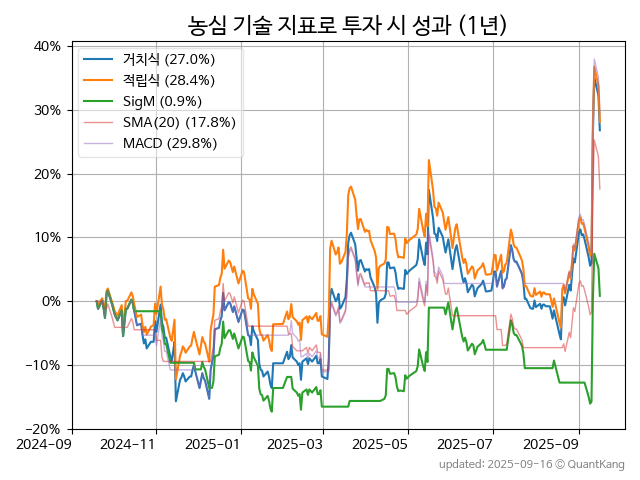 농심 기술 지표로 투자 시 성과 (1년)
40%
30%
20%
10%
0%
−10%
−20%
거치식 (27.0%)
적립식 (28.4%)
SigM (0.9%)
SMA(20) (17.8%)
MACD (29.8%)
2024-09 2024-11 2025-01 2025-03 2025-05 2025-07 2025-09
updated: 2025-09-16 © QuantKang